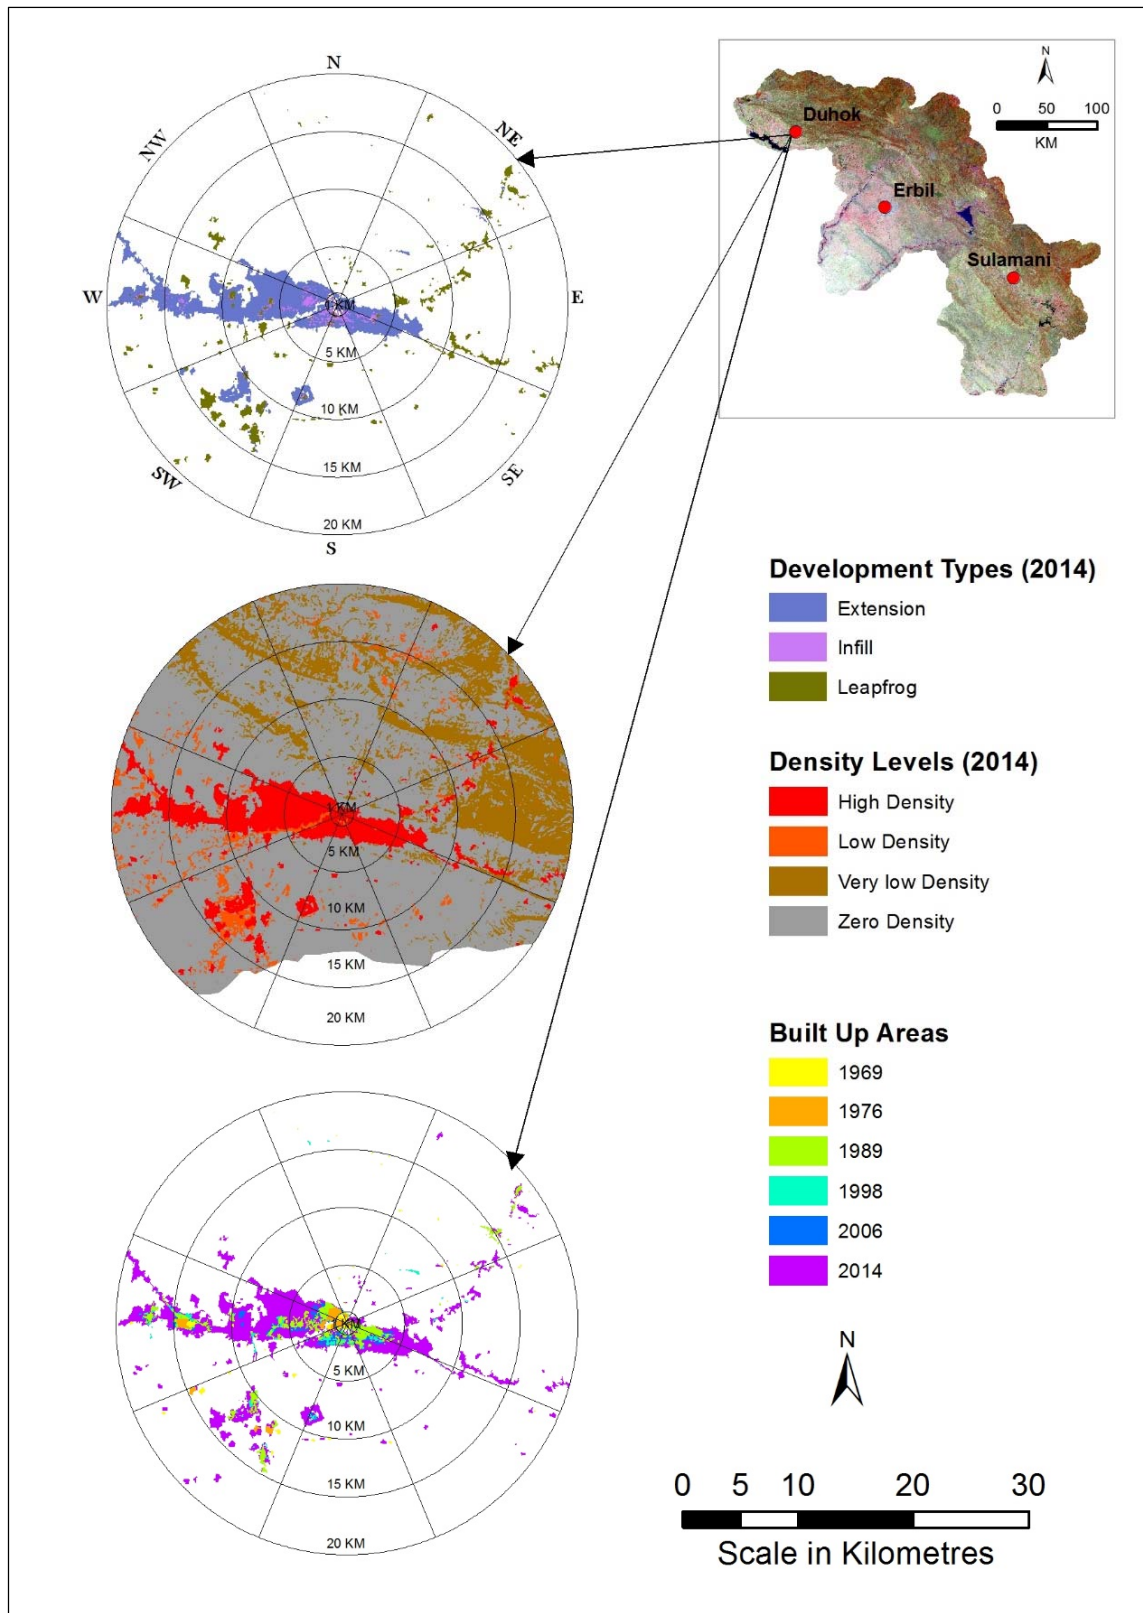 N
NW
NE
W
E
1 KM
5 KM
10 KM
15 KM
20 KM
SW
SE
S
N
0 50 100
KM
Duhok
Erbil
Sulamani
1 KM
5 KM
10 KM
15 KM
20 KM
Development Types (2014)
Extension
Infill
Leapfrog
Density Levels (2014)
High Density
Low Density
Very low Density
Zero Density
KM
5 KM
10 KM
15 KM
20 KM
Built Up Areas
1969
1976
1989
1998
2006
2014
N
0 5 10 20 30
Scale in Kilometres